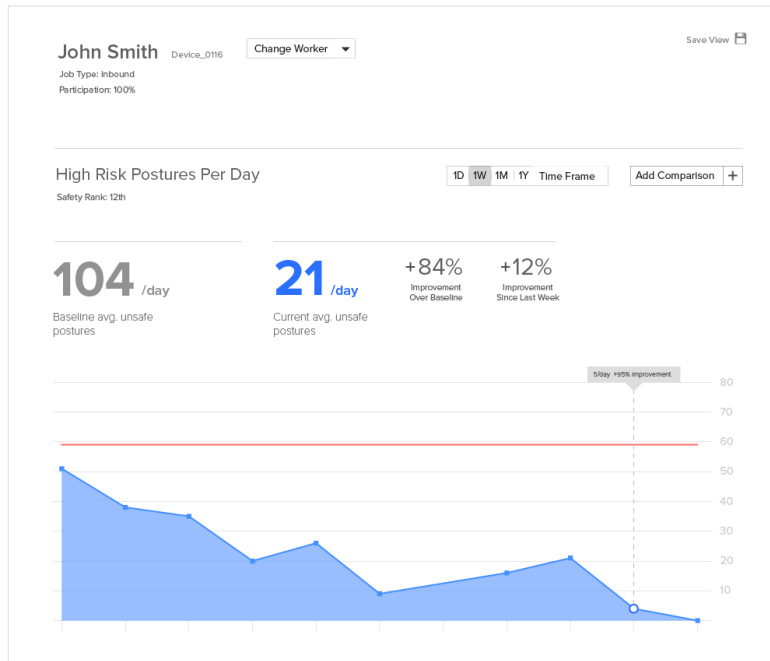 John Smith Device_0116 Change Worker
Save View
Job Type: Inbound
Participation: 100%
High Risk Postures Per Day
1D 1W 1M 1Y Time Frame Add Comparison +
Safety Rank: 12th
104 /day
Baseline avg. unsafe
postures
21 /day
Current avg. unsafe
postures
+84%
Improvement
Over Baseline
+12%
Improvement
Since Last Week
5/day +95% Improvement
80
70
60
50
40
30
20
10